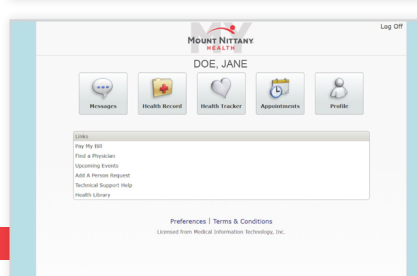 Log Off
MY
MOUNT NITTANY
HEALTH
DOE, JANE
Messages Health Record Health Tracker Appointments Profile
Links
Pay My Bill
Find a Physician
Upcoming Events
Add A Person Request
Technical Support Help
Health Library
Preferences | Terms & Conditions
Licensed from Medical Information Technology, Inc.